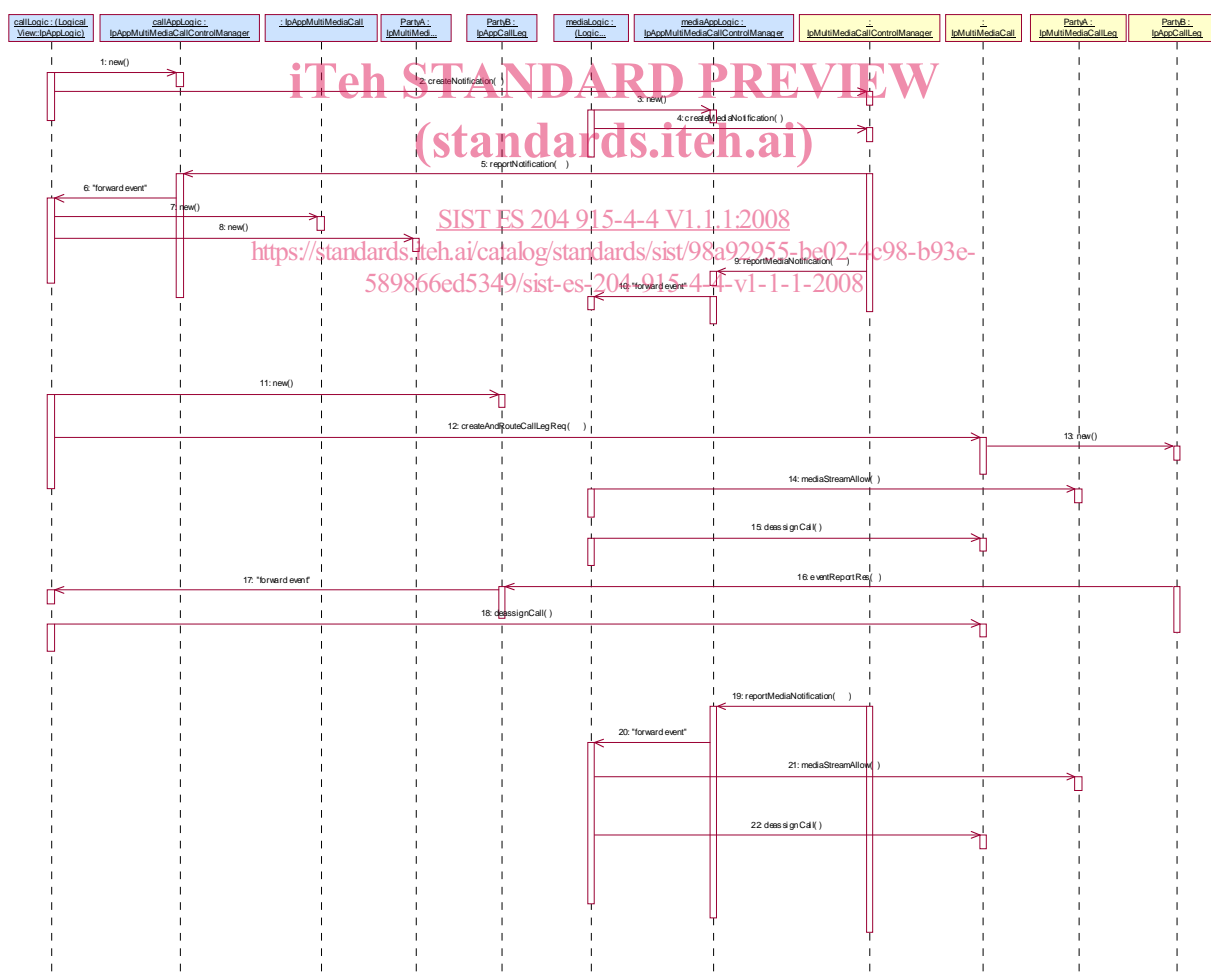 callLogic : (Logical
View::IpAppLogic)
callAppLogic :
IpAppMultiMediaCallControlManager
: IpAppMultiMediaCall
PartyA :
IpMultiMedi...
PartyB :
IpAppCallLeg
mediaLogic :
(Logic...
mediaAppLogic :
IpAppMultiMediaCallControlManager
:
IpMultiMediaCallControlManager
:
IpMultiMediaCall
PartyA :
IpMultiMediaCallLeg
PartyB :
IpAppCallLeg
1: new()
iTeh STANDARD PREVIEW
2: createNotification( )
3: new()
4: createMediaNotification( )
(standards.iteh.ai)
5: reportNotification( )
6: "forward event"
7: new()
SIST ES 204 915-4-4 V1.1.1:2008
8: new()
https://standards.iteh.ai/catalog/standards/sist/98a92955-be02-4c98-b93e-
9: reportMediaNotification( )
589866ed5349/sist-es-204-915-4-4-v1-1-1-2008
10: "forward event"
11: new()
12: createAndRouteCallLegReq( )
13: new()
14: mediaStreamAllow( )
15: deassignCall( )
16: eventReportRes( )
17: "forward event"
18: deassignCall( )
19: reportMediaNotification( )
20: "forward event"
21: mediaStreamAllow( )
22: deassignCall( )